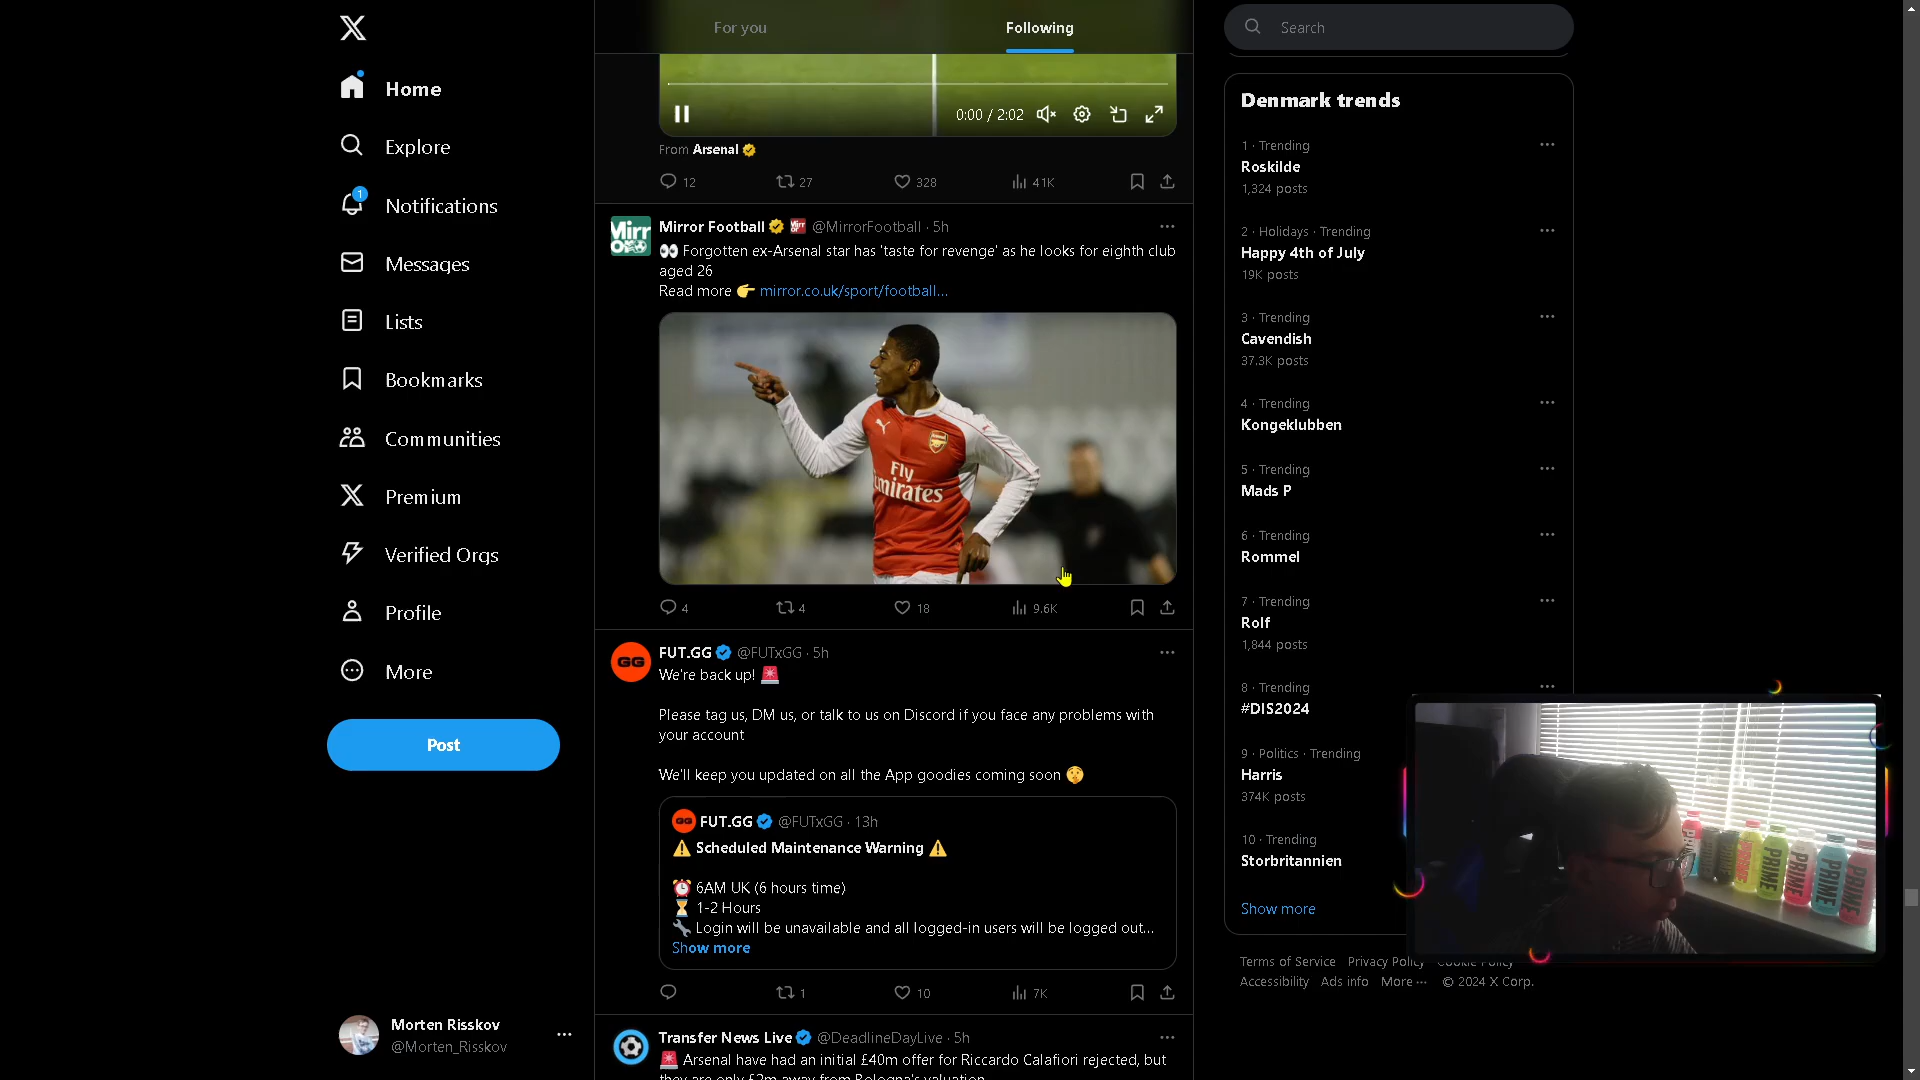 Home
Explore
1
Notifications
Messages
Lists
Bookmarks
Communities
Premium
Verified Orgs
Profile
More
Post
Morten Risskov
@Morten_Risskov
For you
Following
0:00 / 2:02
From Arsenal
12 27 328 41K
Mirror Football @MirrorFootball · 5h
👀 Forgotten ex-Arsenal star has 'taste for revenge' as he looks for eighth club
aged 26
Read more 👉 mirror.co.uk/sport/football…
Fly
Emirates
4 4 18 9.6K
GG
FUT.GG @FUTxGG · 5h
We're back up! 🚨
Please tag us, DM us, or talk to us on Discord if you face any problems with
your account
We'll keep you updated on all the App goodies coming soon 🤫
FUT.GG @FUTxGG · 13h
⚠️ Scheduled Maintenance Warning ⚠️
⏰ 6AM UK (6 hours time)
⏳ 1-2 Hours
🔧 Login will be unavailable and all logged-in users will be logged out...
Show more
1 10 7K
Transfer News Live @DeadlineDayLive · 5h
🚨 Arsenal have had an initial £40m offer for Riccardo Calafiori rejected, but
they are only £2m away from Bologna's valuation
Search
Denmark trends
1 · Trending
Roskilde
1,324 posts
2 · Holidays · Trending
Happy 4th of July
19K posts
3 · Trending
Cavendish
37.3K posts
4 · Trending
Kongeklubben
5 · Trending
Mads P
6 · Trending
Rommel
7 · Trending
Rolf
1,844 posts
8 · Trending
#DIS2024
9 · Politics · Trending
Harris
374K posts
10 · Trending
Storbritannien
Show more
Terms of Service Privacy Policy Cookie Policy
Accessibility Ads info More ··· © 2024 X Corp.
PRIME
PRIME
PRIME
PRIME
PRIME